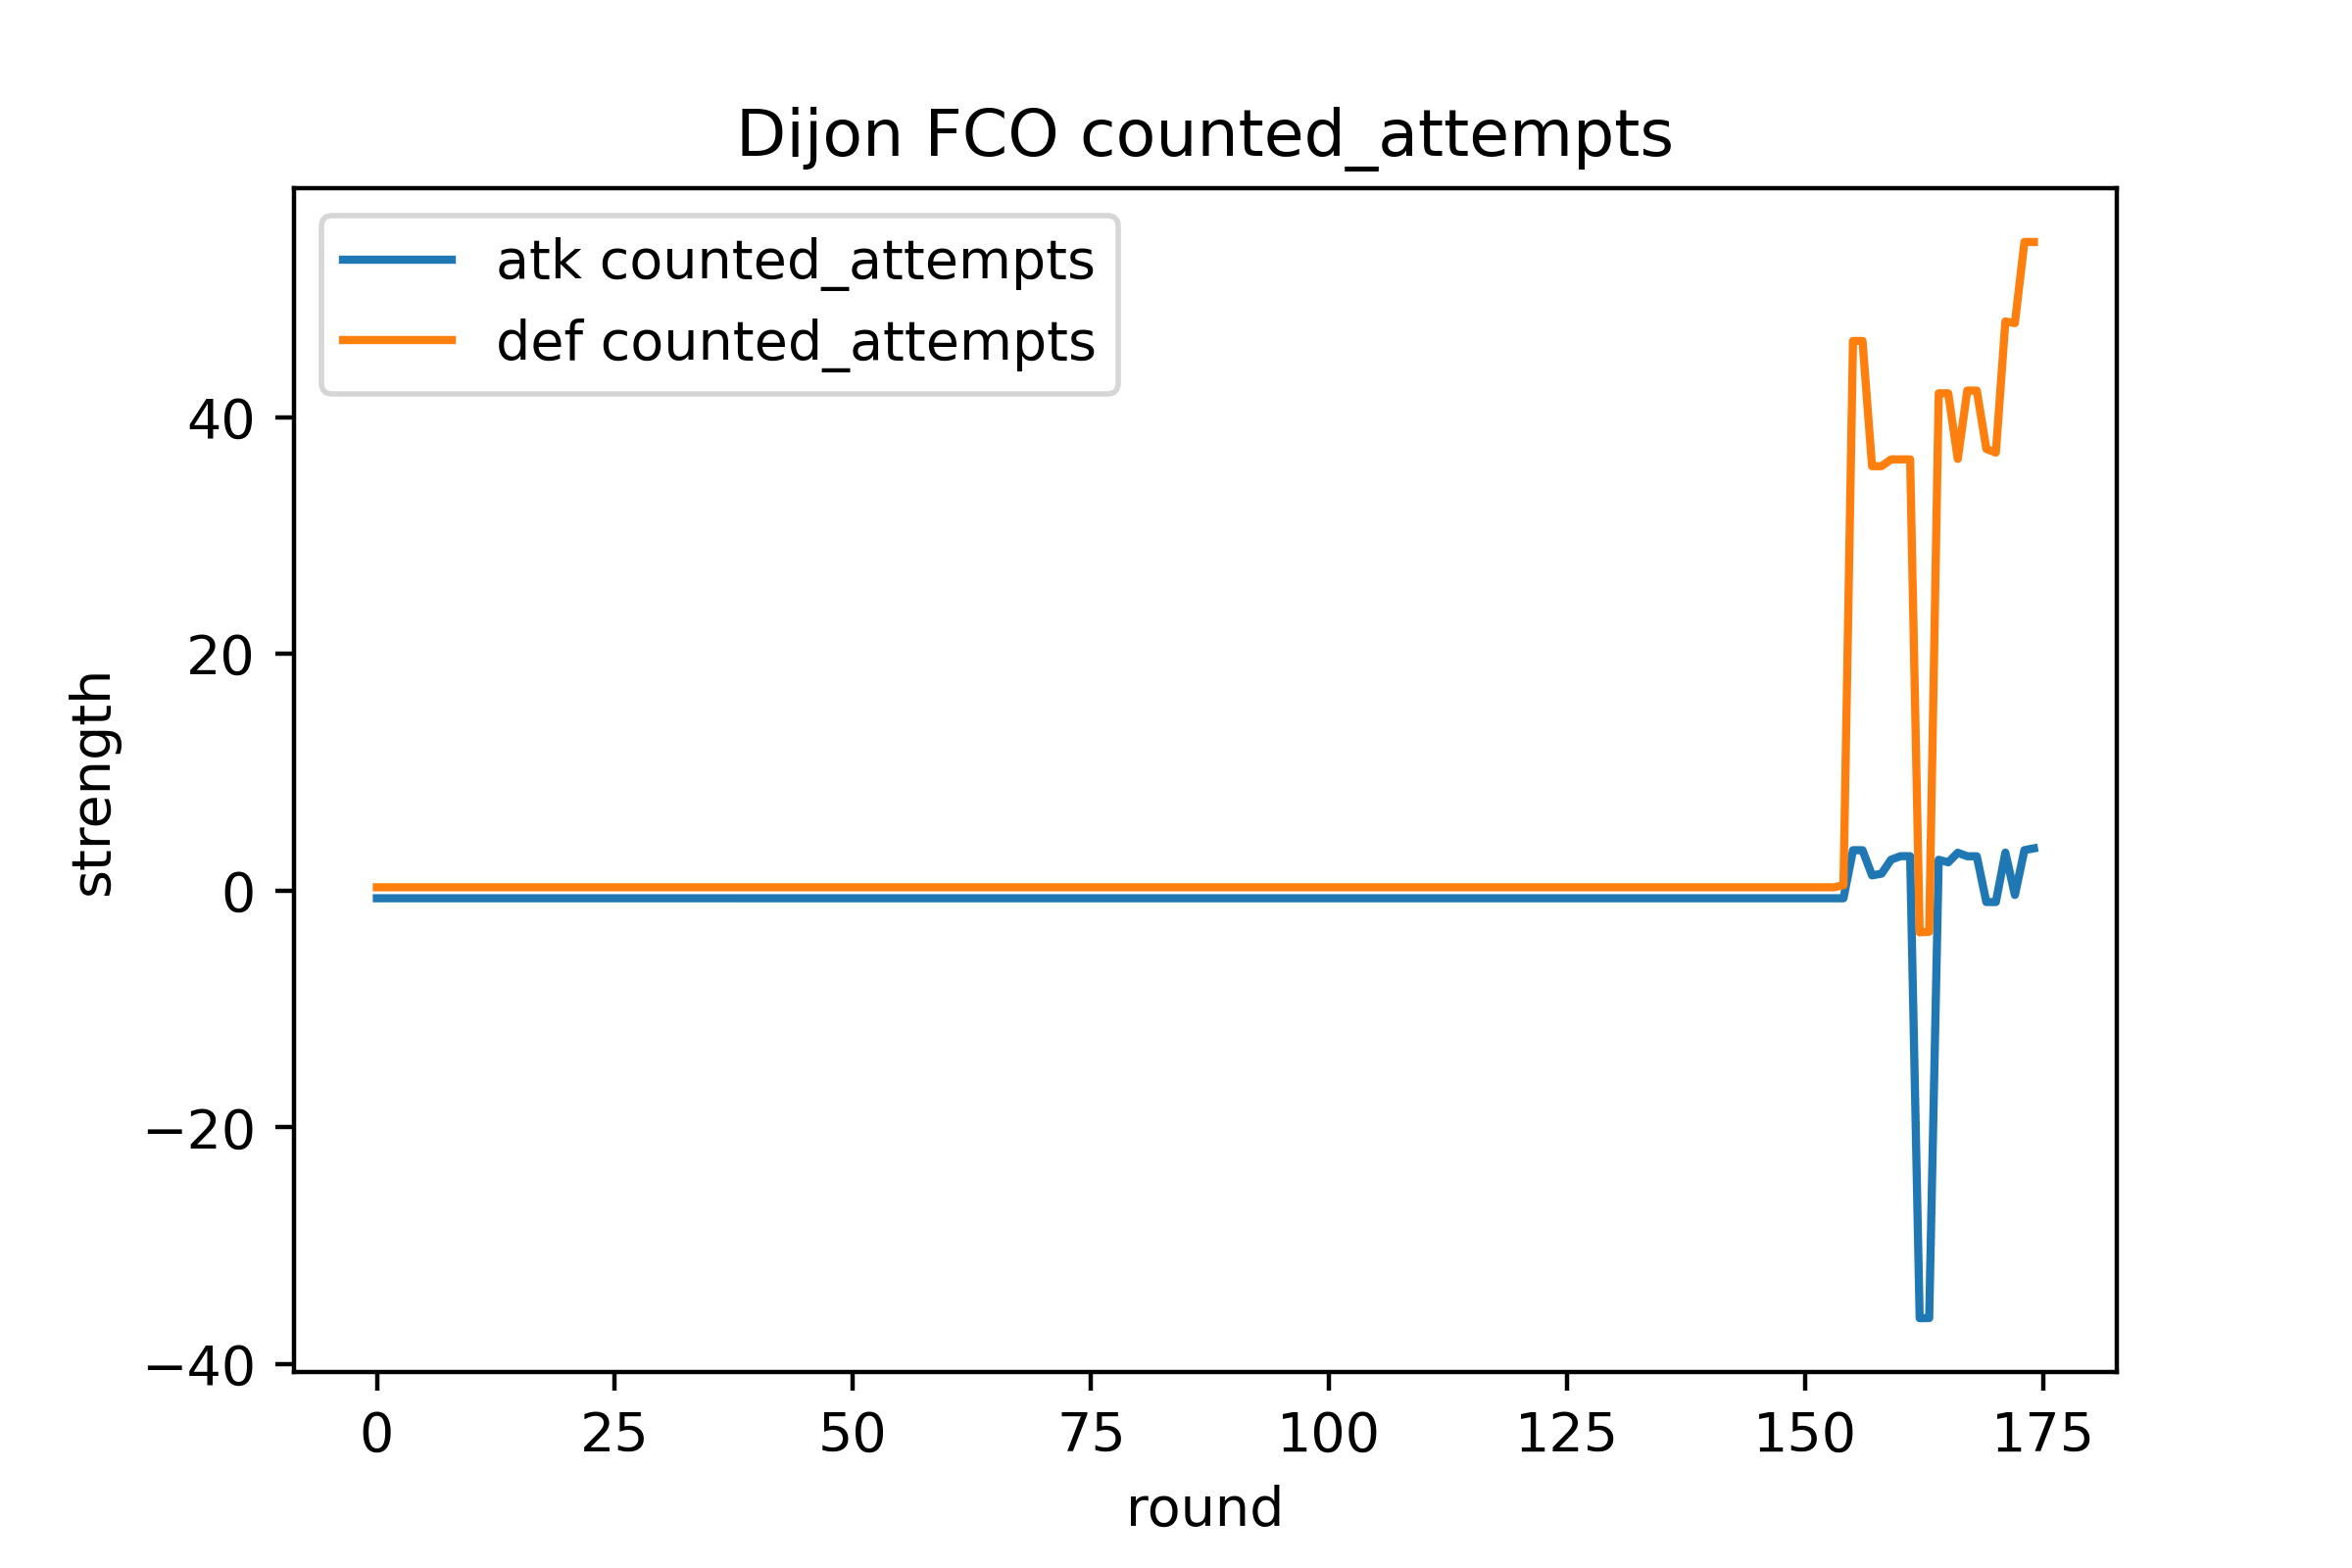 Dijon FCO counted_attempts
atk counted_attempts
def counted_attempts
40
20
0
−20
−40
strength
0 25 50 75 100 125 150 175
round